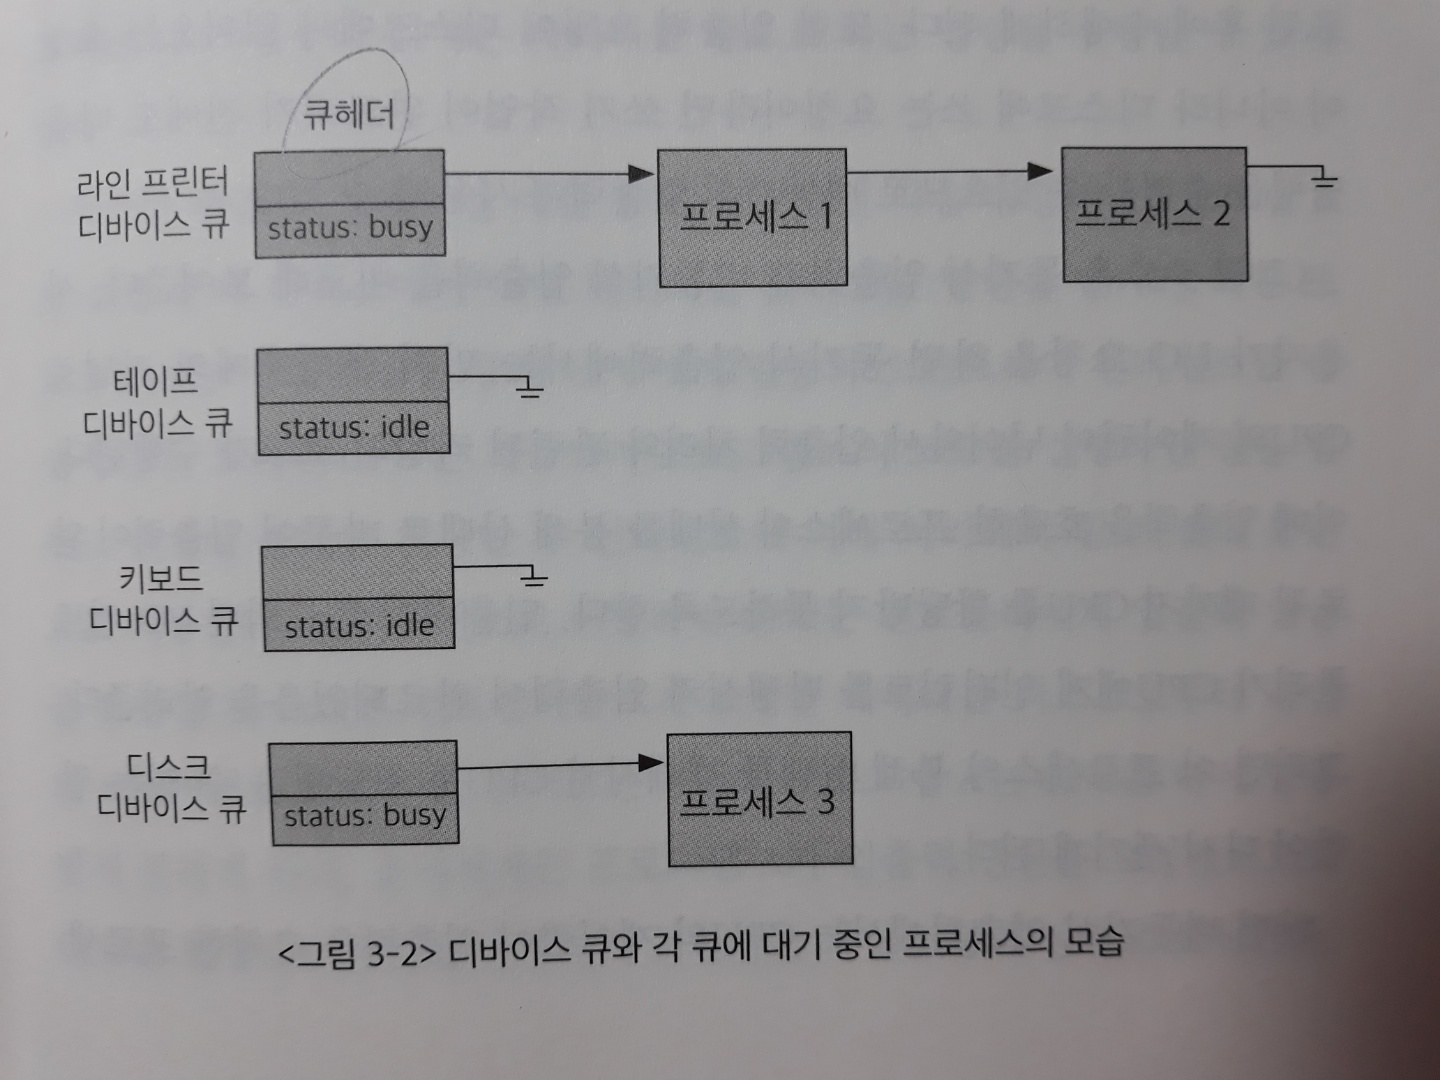 큐헤더
라인 프린터
디바이스 큐
status: busy
프로세스 1
프로세스 2
테이프
디바이스 큐
status: idle
키보드
디바이스 큐
status: idle
디스크
디바이스 큐
status: busy
프로세스 3
<그림 3-2> 디바이스 큐와 각 큐에 대기 중인 프로세스의 모습